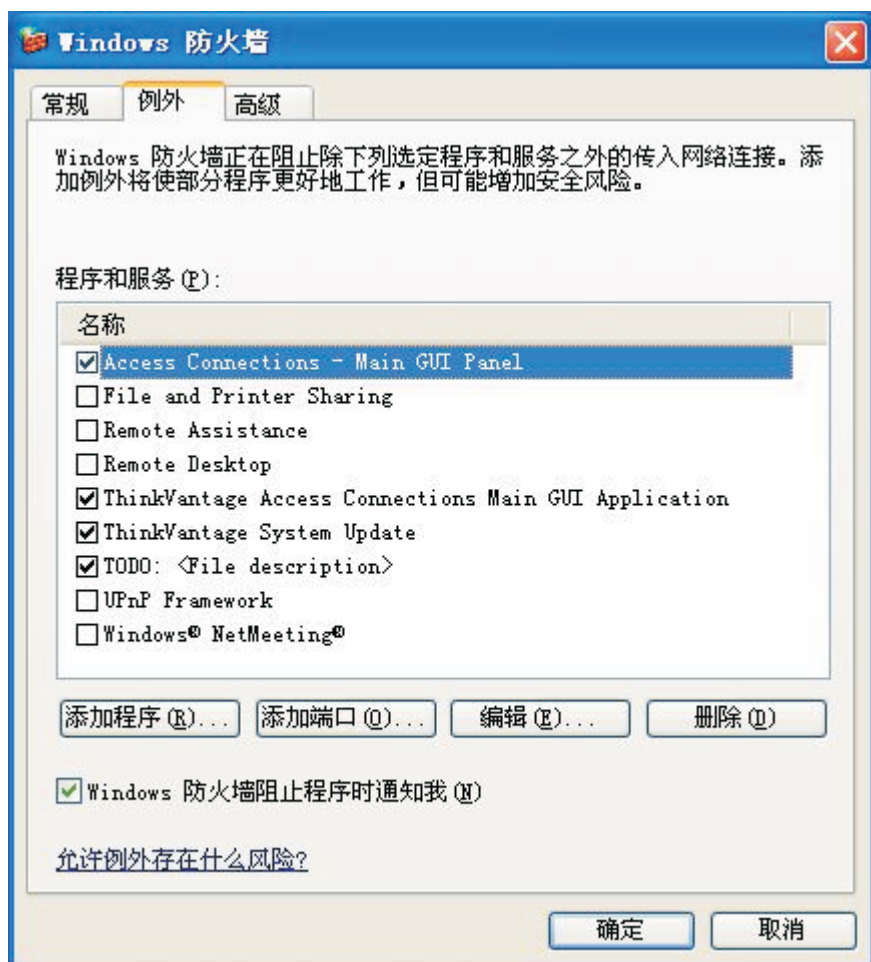 Windows 防火墙
常规
例外
高级
Windows 防火墙正在阻止除下列选定程序和服务之外的传入网络连接。添
加例外将使部分程序更好地工作，但可能增加安全风险。
程序和服务(P):
名称
Access Connections - Main GUI Panel
File and Printer Sharing
Remote Assistance
Remote Desktop
ThinkVantage Access Connections Main GUI Application
ThinkVantage System Update
TODO: <File description>
UPnP Framework
Windows® NetMeeting®
添加程序(R)...
添加端口(O)...
编辑(E)...
删除(D)
Windows 防火墙阻止程序时通知我(N)
允许例外存在什么风险?
确定
取消